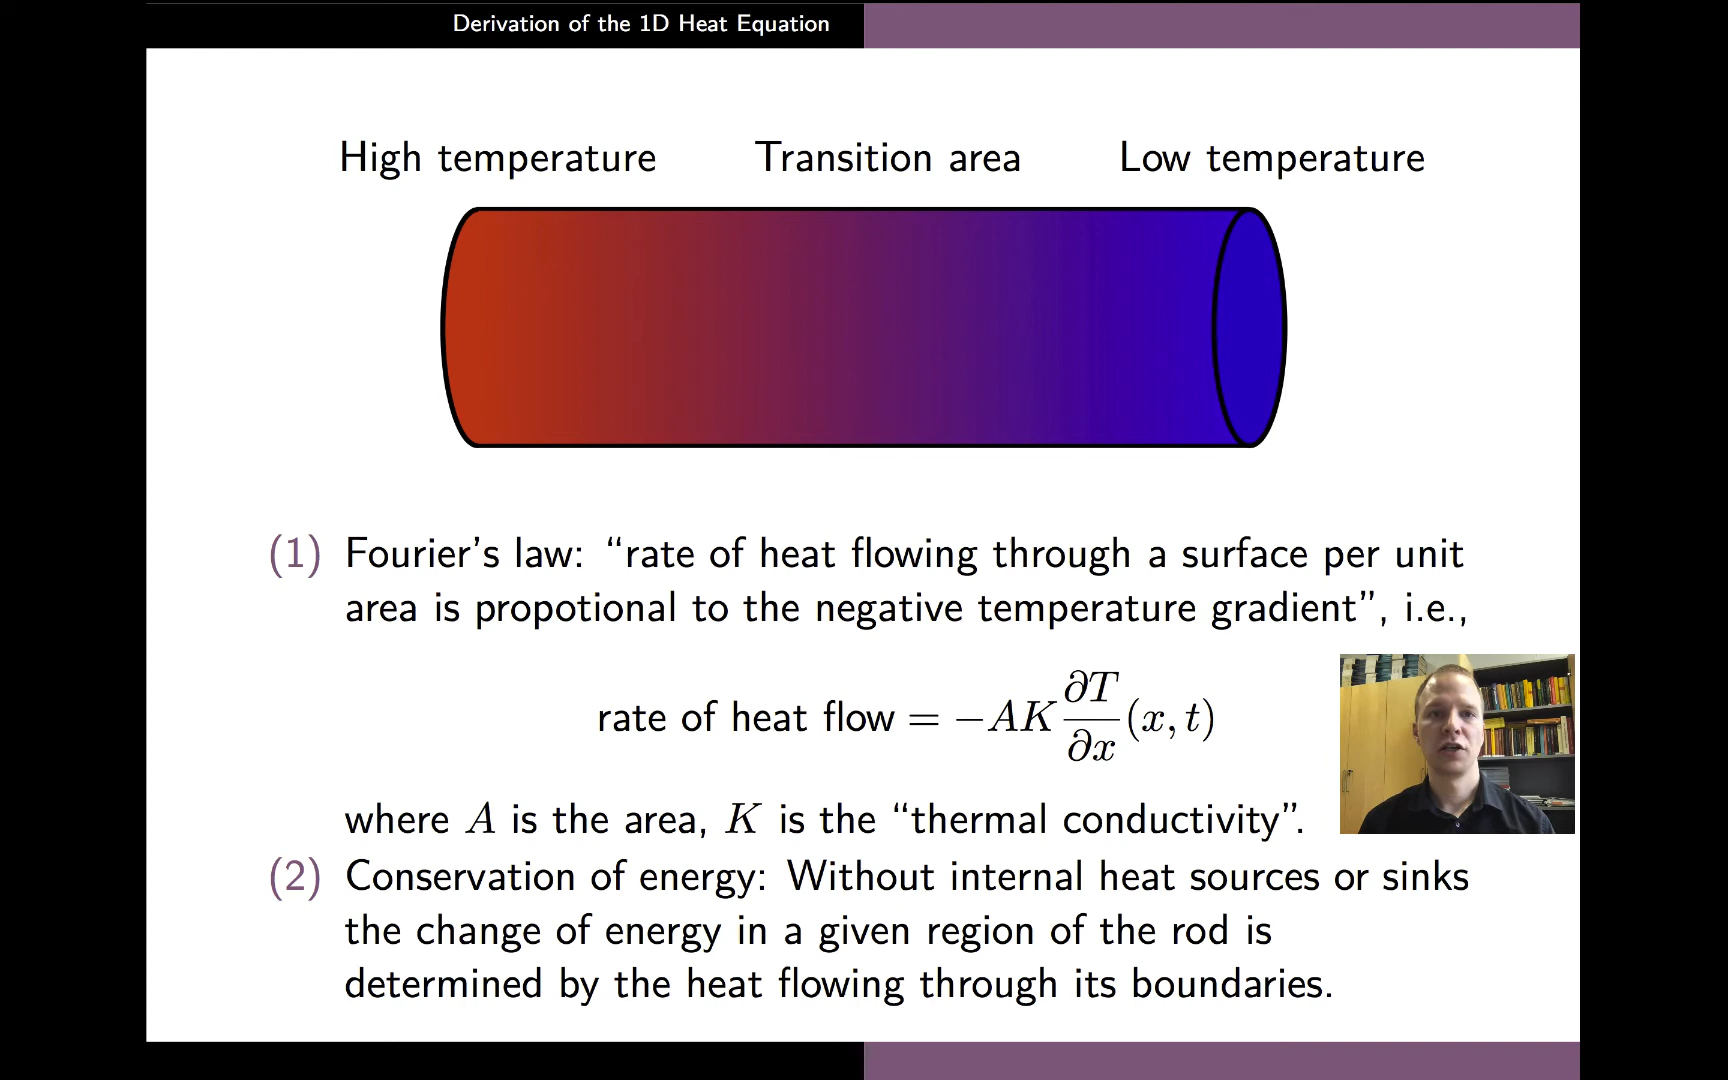 Derivation of the 1D Heat Equation
High temperature Transition area Low temperature
(1) Fourier’s law: “rate of heat flowing through a surface per unit
area is propotional to the negative temperature gradient”, i.e.,
rate of heat flow = −AK ∂T/∂x (x, t)
where A is the area, K is the “thermal conductivity”.
(2) Conservation of energy: Without internal heat sources or sinks
the change of energy in a given region of the rod is
determined by the heat flowing through its boundaries.